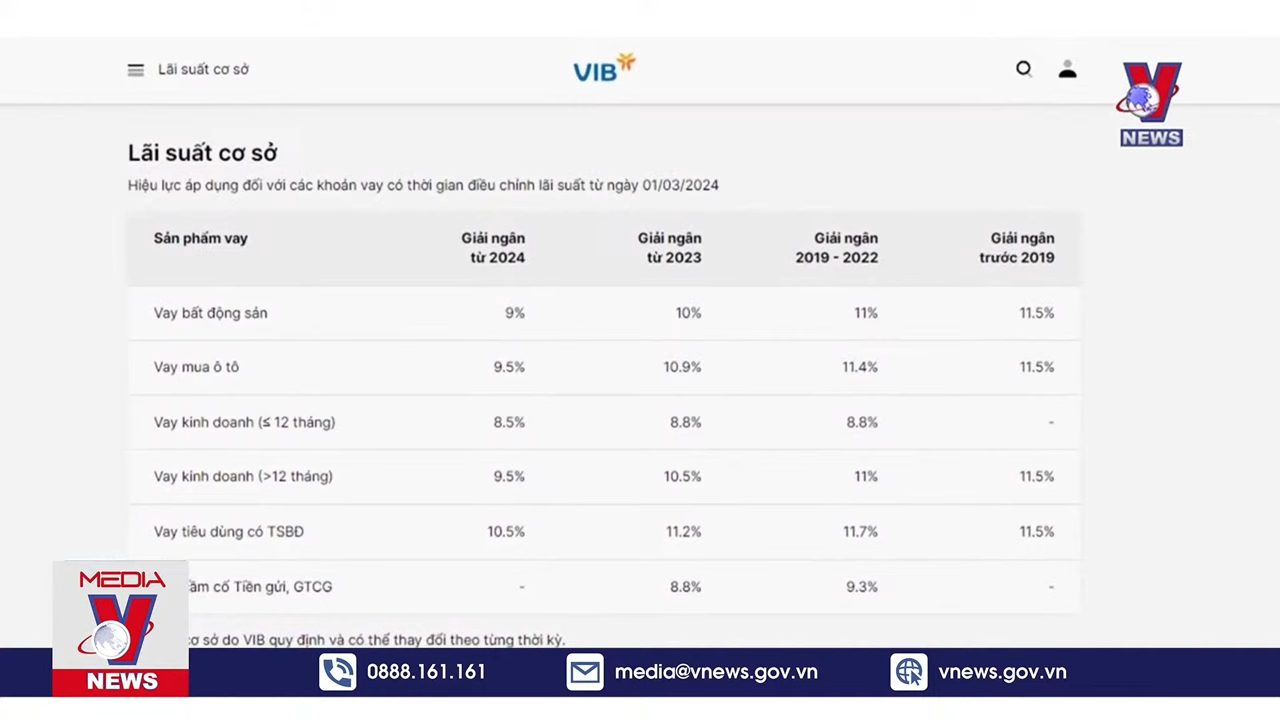 Lãi suất cơ sở
VIB
NEWS
Lãi suất cơ sở
Hiệu lực áp dụng đối với các khoản vay có thời gian điều chỉnh lãi suất từ ngày 01/03/2024
Sản phẩm vay Giải ngân từ 2024 Giải ngân từ 2023 Giải ngân 2019 - 2022 Giải ngân trước 2019
Vay bất động sản 9% 10% 11% 11.5%
Vay mua ô tô 9.5% 10.9% 11.4% 11.5%
Vay kinh doanh (≤ 12 tháng) 8.5% 8.8% 8.8% -
Vay kinh doanh (>12 tháng) 9.5% 10.5% 11% 11.5%
Vay tiêu dùng có TSBĐ 10.5% 11.2% 11.7% 11.5%
cố Tiền gửi, GTCG - 8.8% 9.3% -
cơ sở do VIB quy định và có thể thay đổi theo từng thời kỳ.
MEDIA
NEWS
0888.161.161 media@vnews.gov.vn vnews.gov.vn